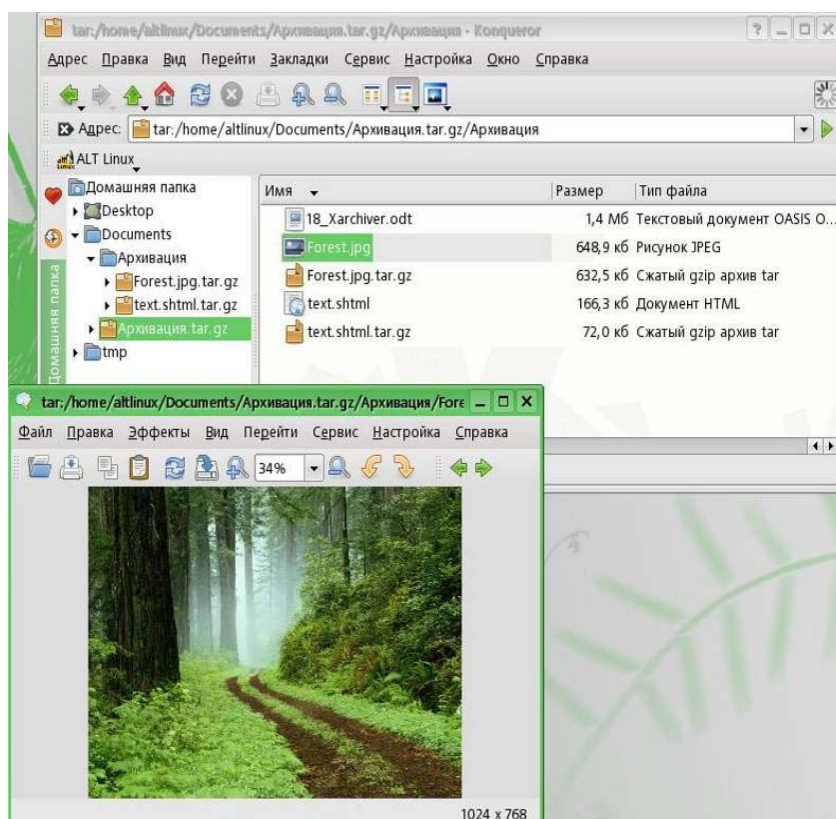 tar:/home/altlinux/Documents/Архивация.tar.gz/Архивация - Konqueror
Адрес Правка Вид Перейти Закладки Сервис Настройка Окно Справка
Адрес: tar:/home/altlinux/Documents/Архивация.tar.gz/Архивация
ALT Linux
Домашняя папка
Desktop
Documents
Архивация
Forest.jpg.tar.gz
text.shtml.tar.gz
Архивация.tar.gz
tmp
Домашняя папка
Имя Размер Тип файла
18_Xarchiver.odt 1,4 Мб Текстовый документ OASIS O...
Forest.jpg 648,9 кб Рисунок JPEG
Forest.jpg.tar.gz 632,5 кб Сжатый gzip архив tar
text.shtml 166,3 кб Документ HTML
text.shtml.tar.gz 72,0 кб Сжатый gzip архив tar
tar:/home/altlinux/Documents/Архивация.tar.gz/Архивация/Fore
Файл Правка Эффекты Вид Перейти Сервис Настройка Справка
34%
1024 x 768